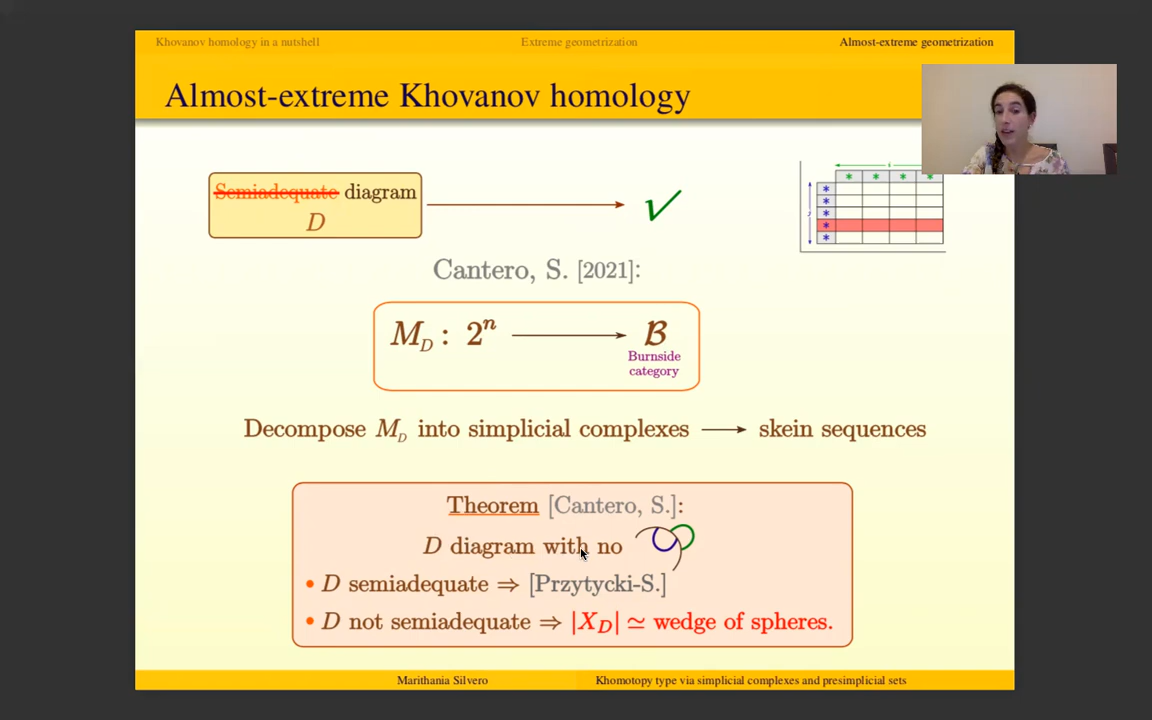 Khovanov homology in a nutshell Extreme geometrization Almost-extreme geometrization
Almost-extreme Khovanov homology
Semiadequate diagram
D
Cantero, S. [2021]:
M_D : 2^n ⟶ ℬ
Burnside
category
Decompose M_D into simplicial complexes ⟶ skein sequences
Theorem [Cantero, S.]:
D diagram with no
• D semiadequate ⇒ [Przytycki-S.]
• D not semiadequate ⇒ |X_D| ≃ wedge of spheres.
Marithania Silvero Khomotopy type via simplicial complexes and presimplicial sets